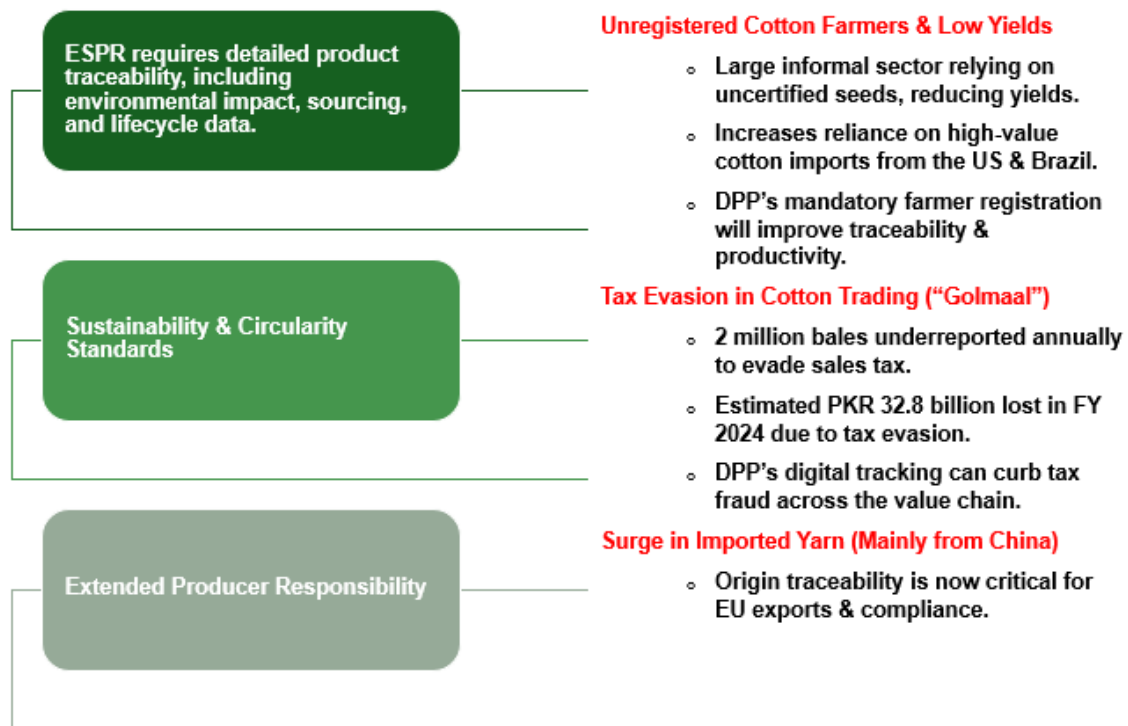 ESPR requires detailed product
traceability, including
environmental impact, sourcing,
and lifecycle data.
Sustainability & Circularity
Standards
Extended Producer Responsibility
Unregistered Cotton Farmers & Low Yields
Large informal sector relying on
uncertified seeds, reducing yields.
Increases reliance on high-value
cotton imports from the US & Brazil.
DPP's mandatory farmer registration
will improve traceability &
productivity.
Tax Evasion in Cotton Trading (“Golmaal”)
2 million bales underreported annually
to evade sales tax.
Estimated PKR 32.8 billion lost in FY
2024 due to tax evasion.
DPP's digital tracking can curb tax
fraud across the value chain.
Surge in Imported Yarn (Mainly from China)
Origin traceability is now critical for
EU exports & compliance.